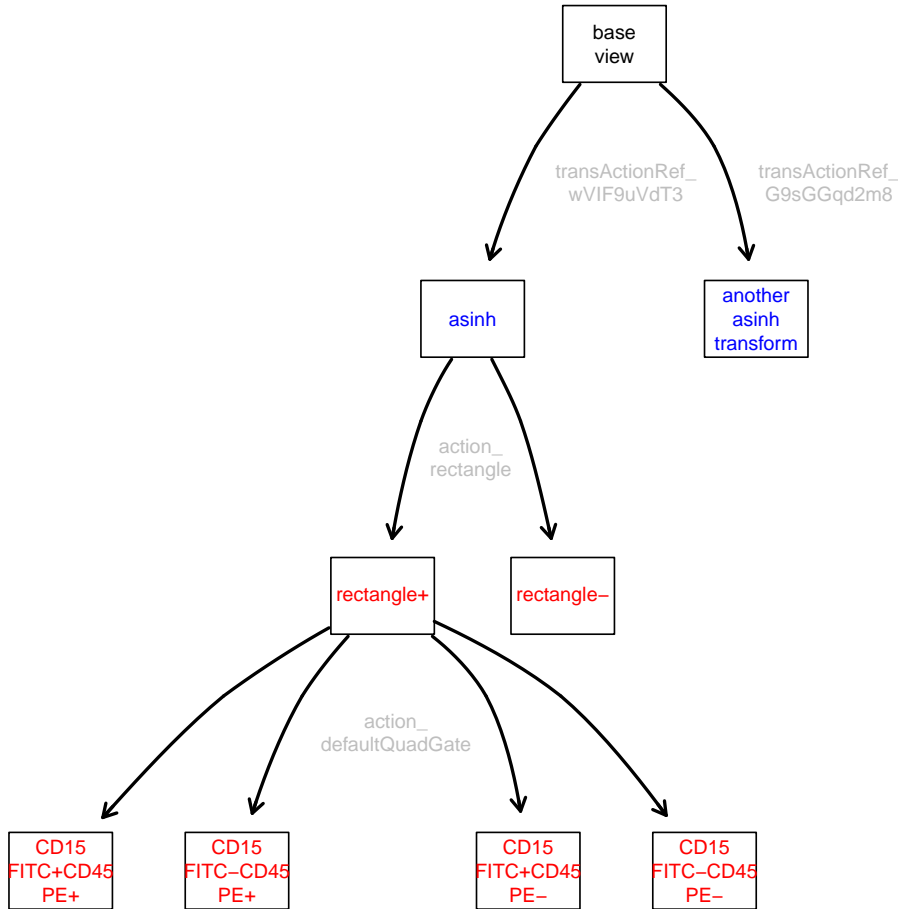 base
view
transActionRef_
wVIF9uVdT3
transActionRef_
G9sGGqd2m8
asinh
another
asinh
transform
action_
rectangle
rectangle+
rectangle−
action_
defaultQuadGate
CD15
FITC+CD45
PE+
CD15
FITC−CD45
PE+
CD15
FITC+CD45
PE−
CD15
FITC−CD45
PE−